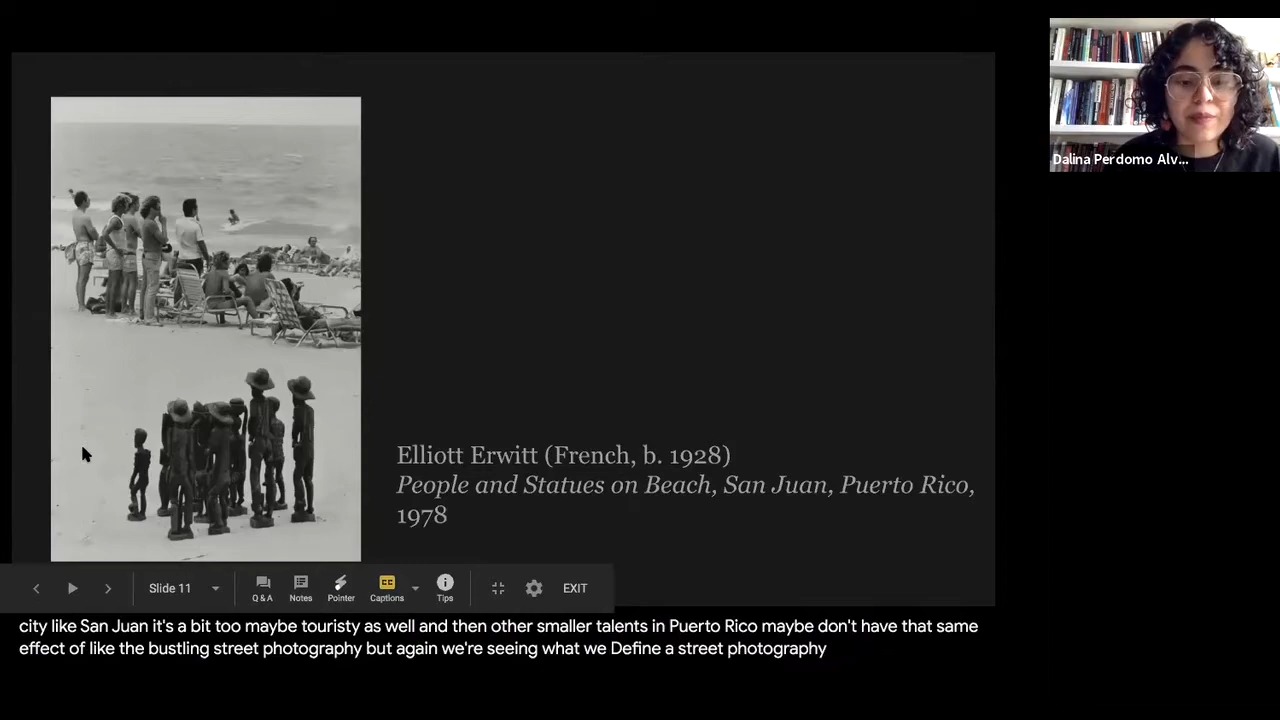 Dalina Perdomo Alv...
Elliott Erwitt (French, b. 1928)
People and Statues on Beach, San Juan, Puerto Rico,
1978
Slide 11
Q & A
Notes
Pointer
Captions
Tips
EXIT
city like San Juan it's a bit too maybe touristy as well and then other smaller talents in Puerto Rico maybe don't have that same
effect of like the bustling street photography but again we're seeing what we Define a street photography